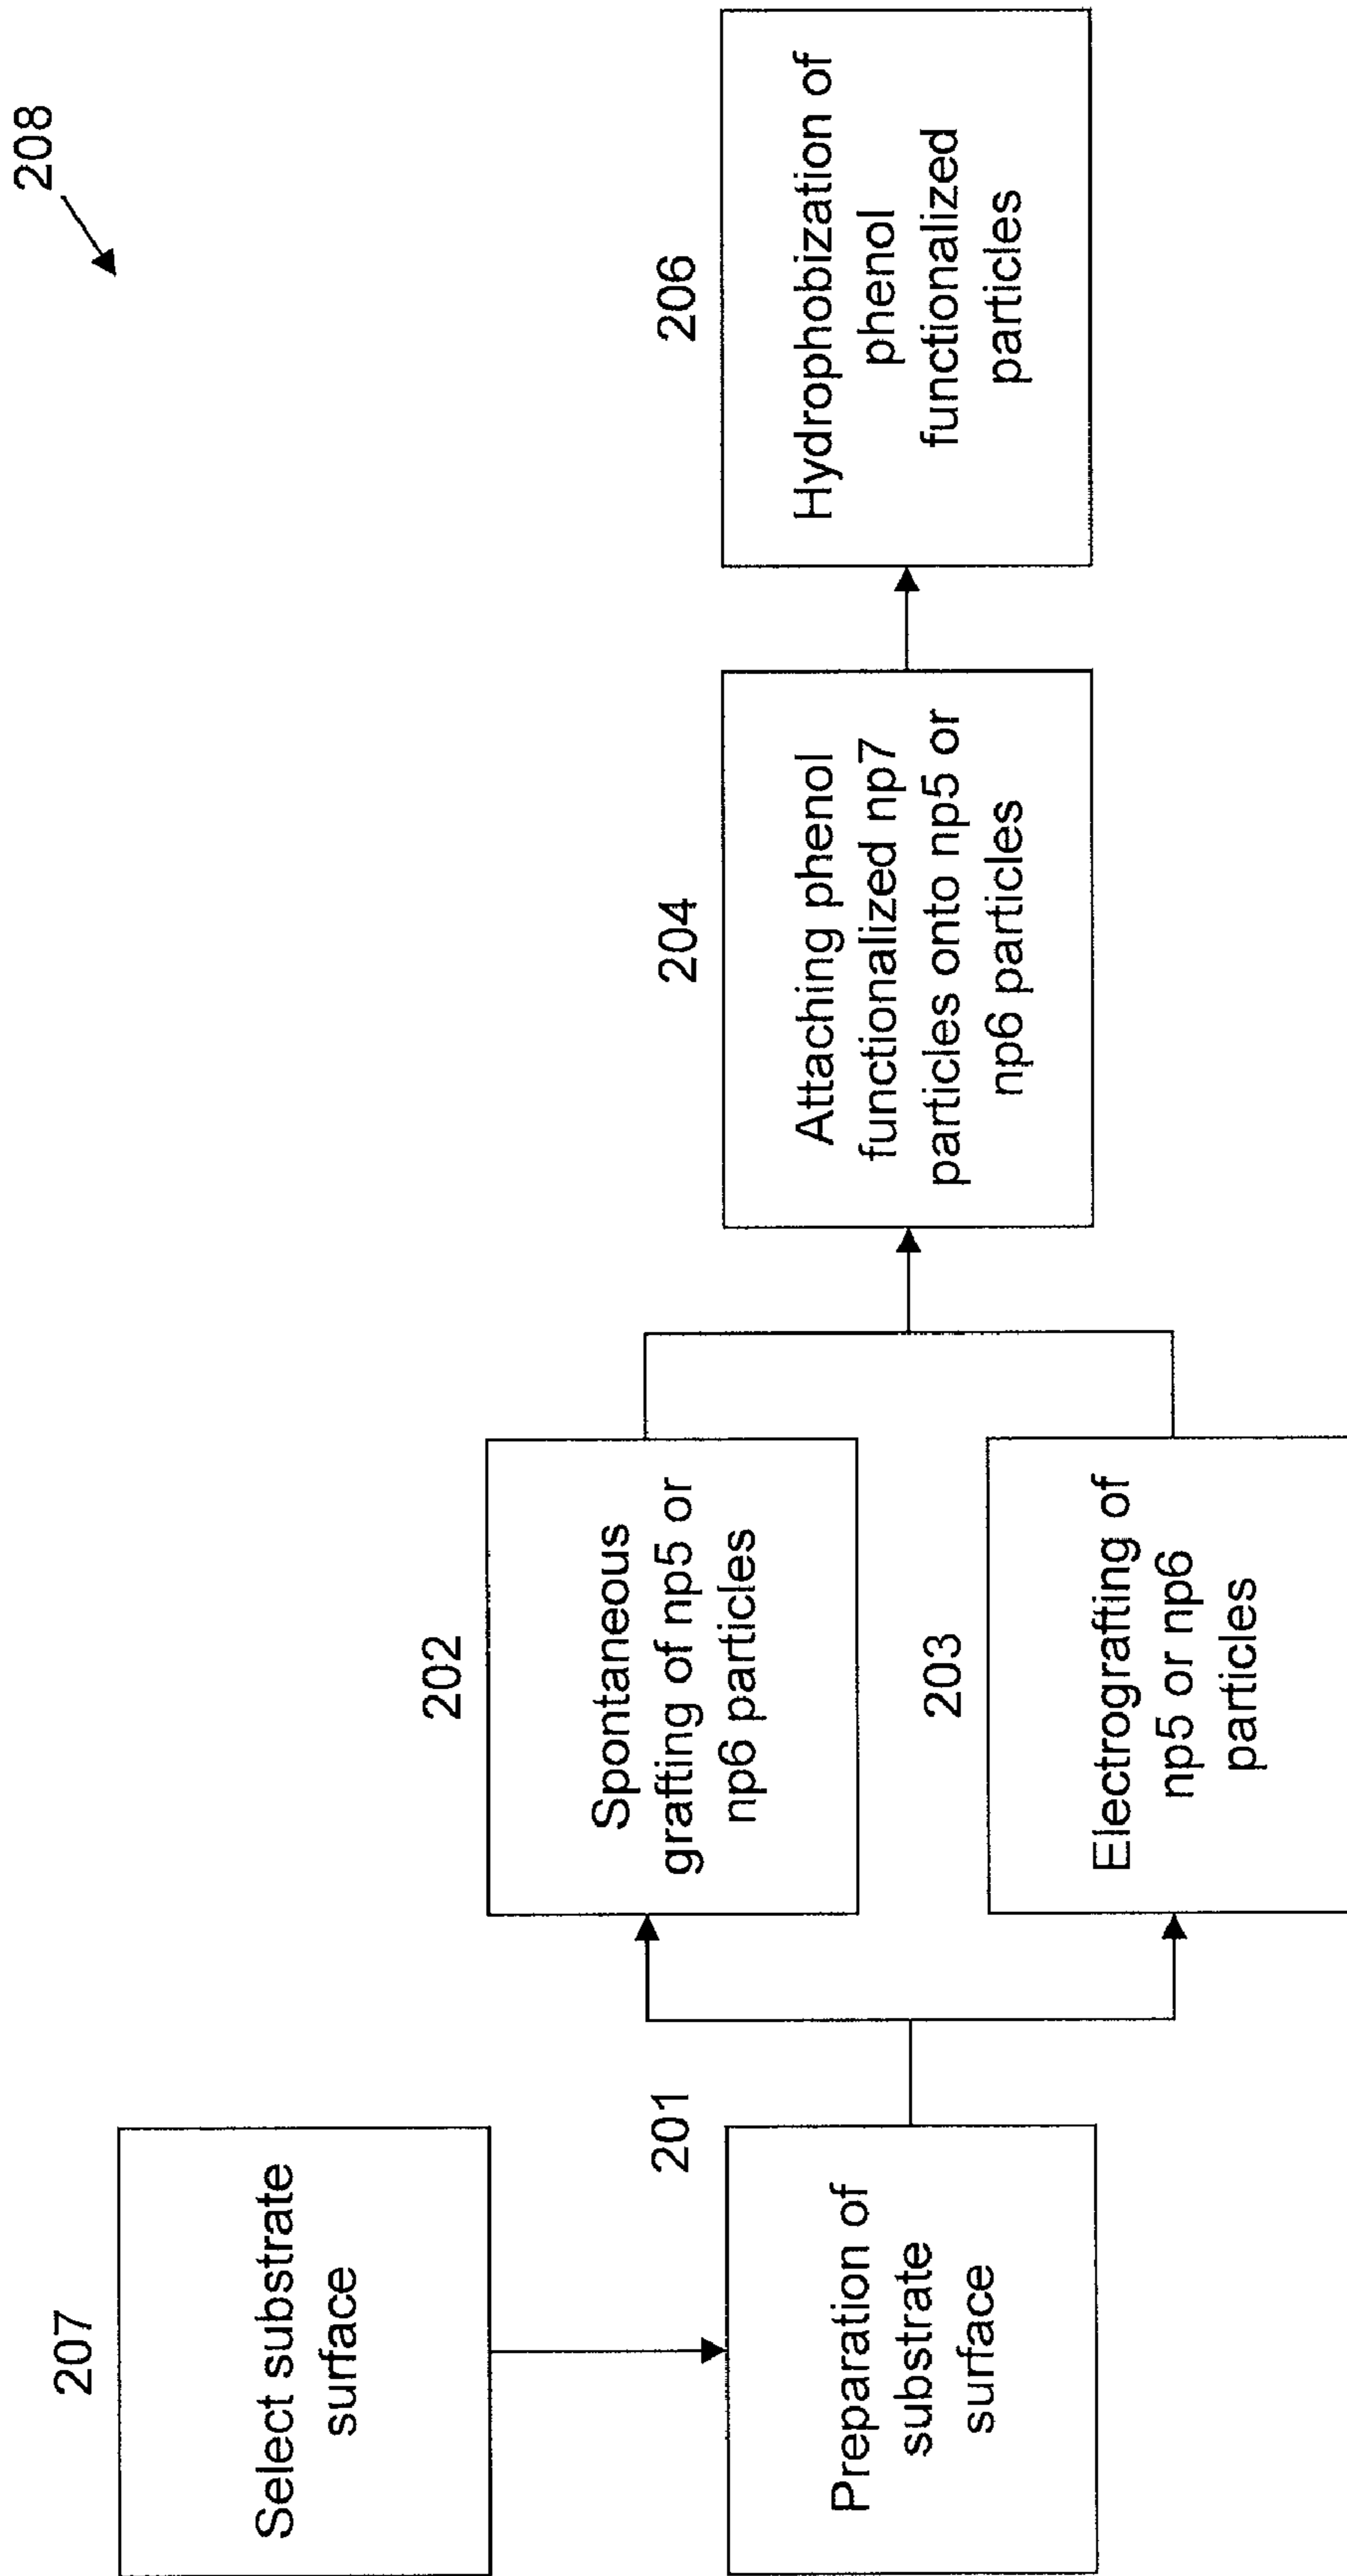 208
207
Select substrate
surface
201
Preparation of
substrate
surface
202
Spontaneous
grafting of np5 or
np6 particles
203
Electrografting of
np5 or np6
particles
204
Attaching phenol
functionalized np7
particles onto np5 or
np6 particles
206
Hydrophobization of
phenol
functionalized
particles